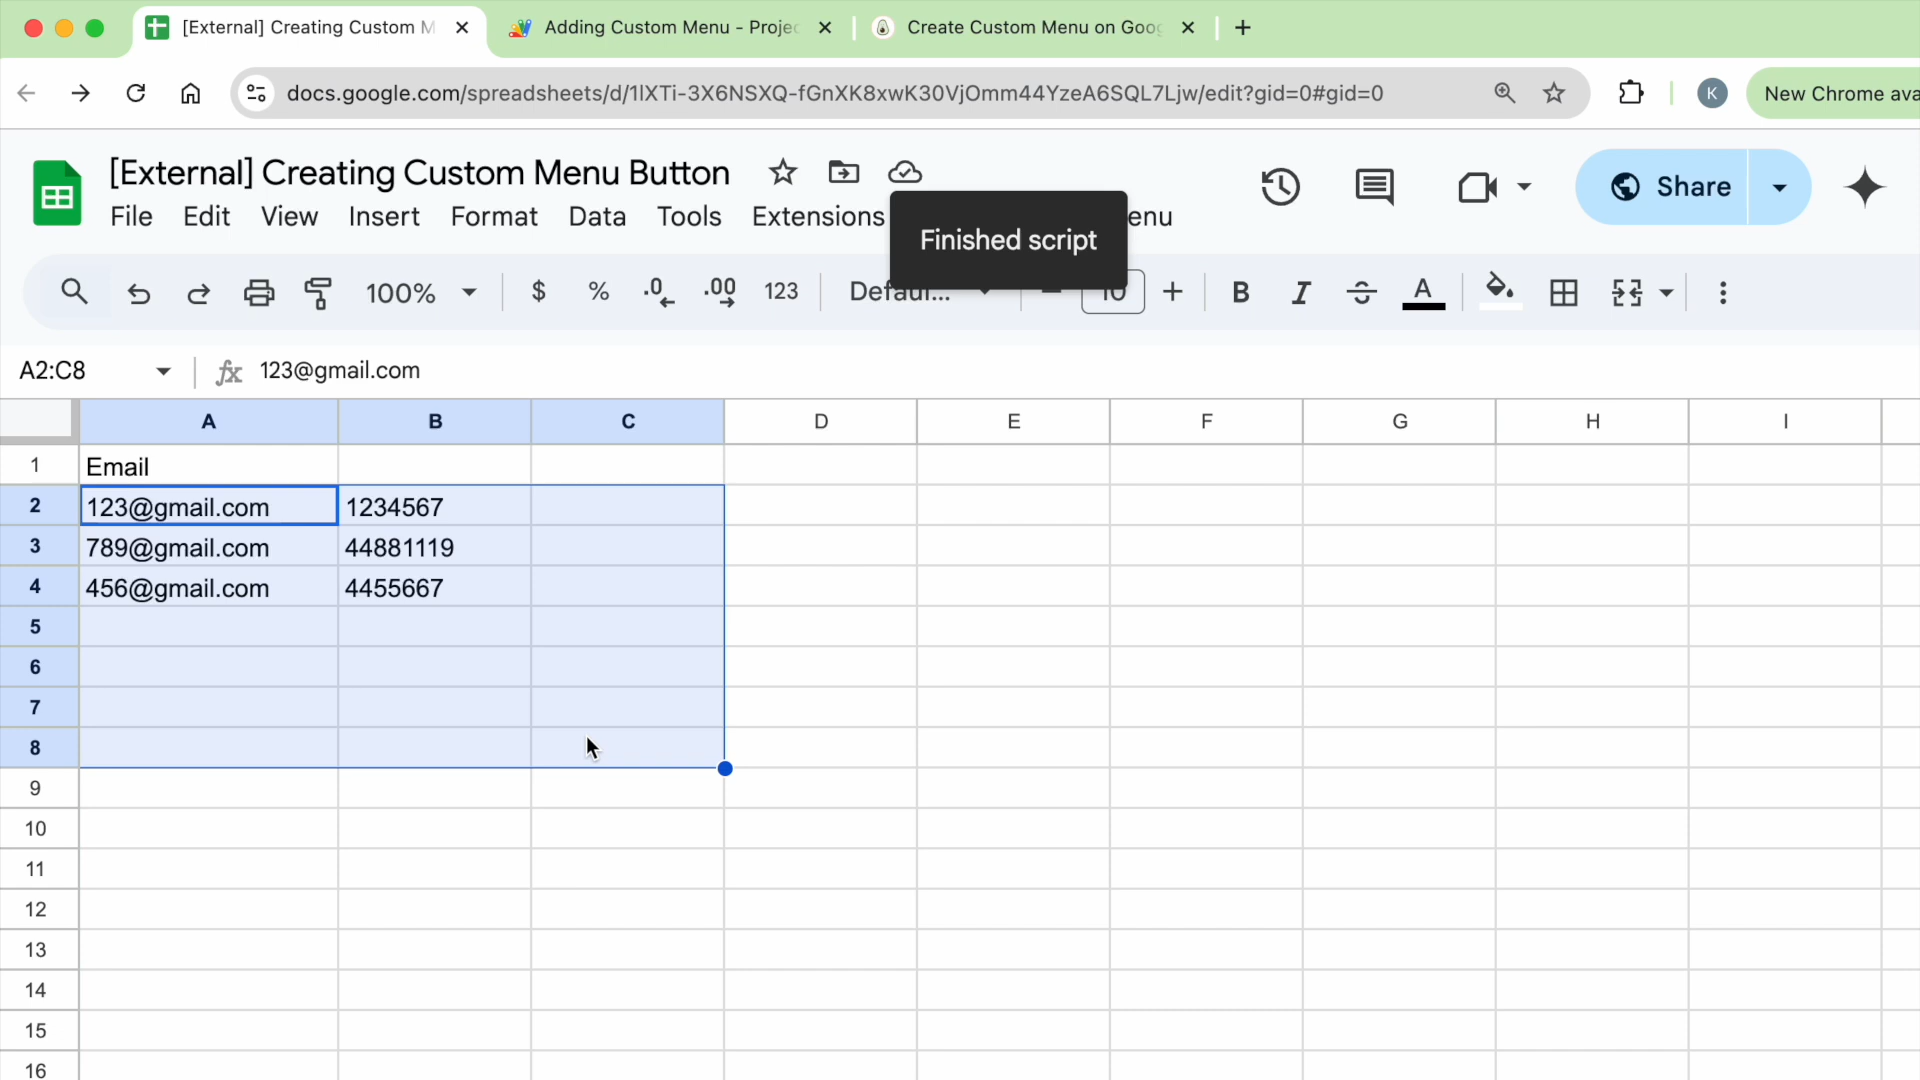 [External] Creating Custom M
Adding Custom Menu - Projec
Create Custom Menu on Goog
docs.google.com/spreadsheets/d/1lXTi-3X6NSXQ-fGnXK8xwK30VjOmm44YzeA6SQL7Ljw/edit?gid=0#gid=0
K
New Chrome ava
[External] Creating Custom Menu Button
File Edit View Insert Format Data Tools Extensions enu
Finished script
Share
100% $ % .0 .00 123 Defaul... 10 B I S A
A2:C8 fx 123@gmail.com
A B C D E F G H I
1 Email
2 123@gmail.com 1234567
3 789@gmail.com 44881119
4 456@gmail.com 4455667
5
6
7
8
9
10
11
12
13
14
15
16